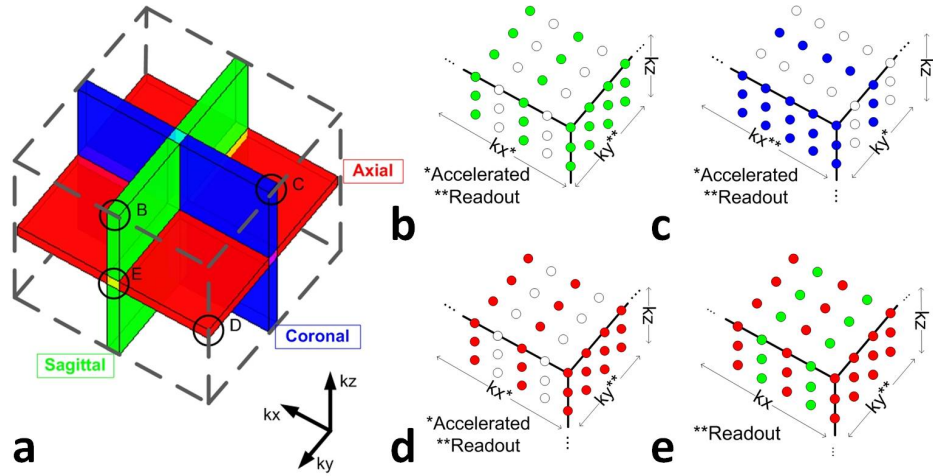 B
C
Axial
E
D
Coronal
Sagittal
kz
kx
ky
a
kz
kx*
ky**
*Accelerated
**Readout
b
kz
kx**
ky*
*Accelerated
**Readout
c
kz
kx*
ky**
*Accelerated
**Readout
d
kz
kx
ky**
**Readout
e